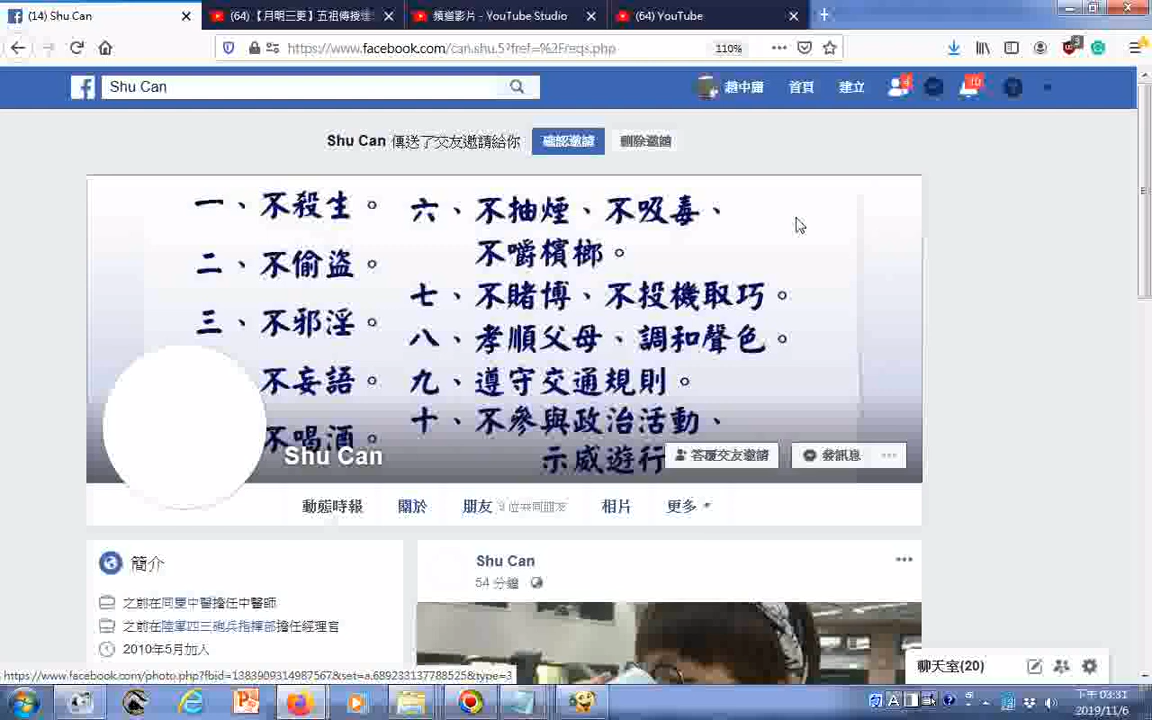 (14) Shu Can
(64) 【月明三更】五祖傳授達
頻道影片 - YouTube Studio
(64) YouTube
https://www.facebook.com/can.shu.5?fref=%2Freqs.php
110%
Shu Can
趙中庸
首頁
建立
Shu Can 傳送了交友邀請給你
確認邀請
刪除邀請
一、不殺生。
二、不偷盜。
三、不邪淫。
不妄語。
不喝酒。
六、不抽煙、不吸毒、
不嚼檳榔。
七、不賭博、不投機取巧。
八、孝順父母、調和聲色。
九、遵守交通規則。
十、不參與政治活動、
示威遊行
Shu Can
答覆交友邀請
發訊息
動態時報
關於
朋友
位共同朋友
相片
更多
簡介
之前在同慶中醫擔任中醫師
之前在陸軍四三砲兵指揮部擔任經理官
2010年5月加入
Shu Can
54 分鐘
聊天室(20)
https://www.facebook.com/photo.php?fbid=1383909314987567&set=a.689233137788525&type=3
下午 03:31
2019/11/6